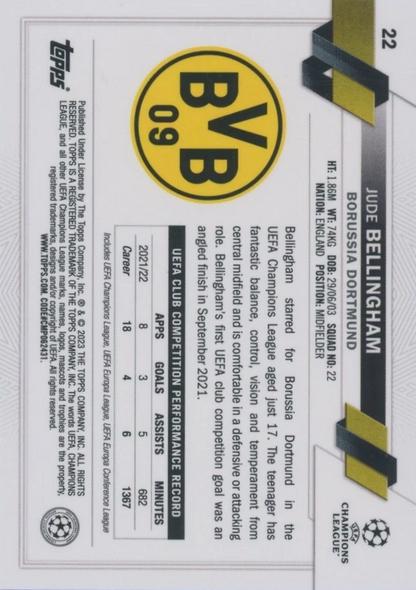 22
JUDE BELLINGHAM
BORUSSIA DORTMUND
HT: 1.86M WT: 74KG DOB: 29/06/03 SQUAD NO: 22
NATION: ENGLAND POSITION: MIDFIELDER
UEFA
CHAMPIONS
LEAGUE
BVB
09
Bellingham starred for Borussia Dortmund in the
UEFA Champions League aged just 17. The teenager has
fantastic balance, control, vision and temperament from
central midfield and is comfortable in a defensive or attacking
role. Bellingham's first UEFA club competition goal was an
angled finish in September 2021.
UEFA CLUB COMPETITION PERFORMANCE RECORD
APPS GOALS ASSISTS MINUTES
2021/22 8 3 5 682
Career 18 4 6 1367
Includes UEFA Champions League, UEFA Europa League, UEFA Europa Conference League
Topps
Published Under License by The Topps Company, Inc. ® & © 2023 THE TOPPS COMPANY, INC. ALL RIGHTS
RESERVED. TOPPS IS A REGISTERED TRADEMARK OF THE TOPPS COMPANY, INC. The words UEFA, CHAMPIONS
LEAGUE, and all other UEFA Champions League marks, names, logos, mascots and trophies are the property,
registered trademarks, designs and/or copyright of UEFA. All rights reserved.
WWW.TOPPS.COM. CODE#CMP002431.